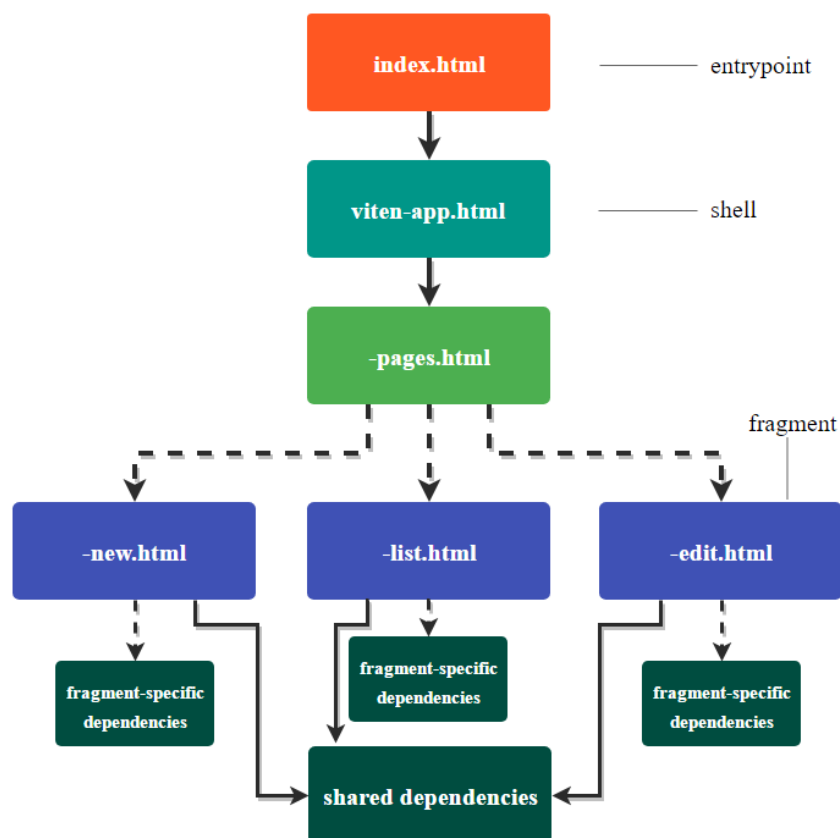 index.html
entrypoint
viten-app.html
shell
-pages.html
fragment
-new.html
-list.html
-edit.html
fragment-specific
dependencies
fragment-specific
dependencies
fragment-specific
dependencies
shared dependencies